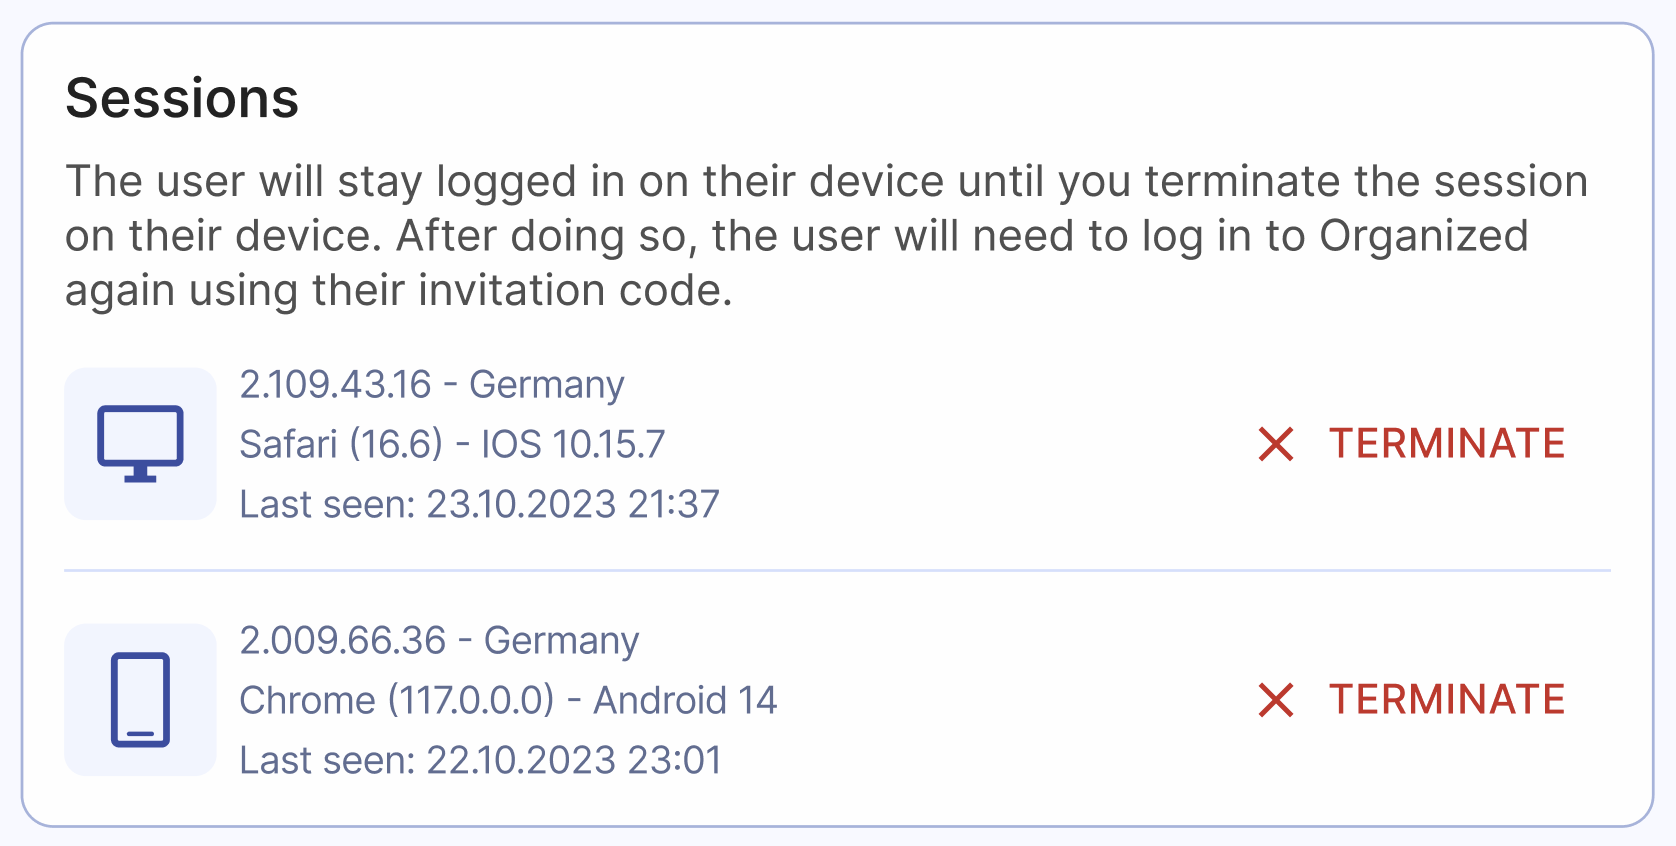 Sessions
The user will stay logged in on their device until you terminate the session
on their device. After doing so, the user will need to log in to Organized
again using their invitation code.
2.109.43.16 - Germany
Safari (16.6) - IOS 10.15.7
Last seen: 23.10.2023 21:37
TERMINATE
2.009.66.36 - Germany
Chrome (117.0.0.0) - Android 14
Last seen: 22.10.2023 23:01
TERMINATE